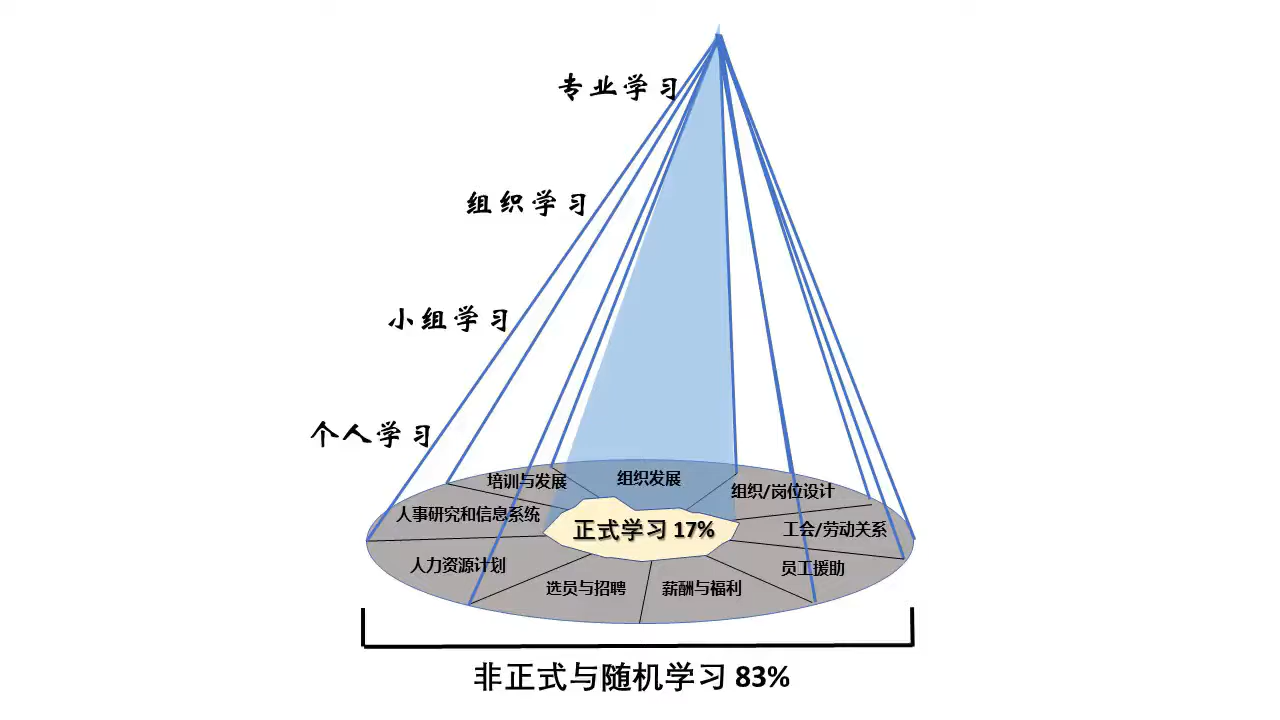 专业学习
组织学习
小组学习
个人学习
组织发展
培训与发展
组织/岗位设计
人事研究和信息系统
正式学习 17%
工会/劳动关系
人力资源计划
员工援助
选员与招聘
薪酬与福利
非正式与随机学习 83%